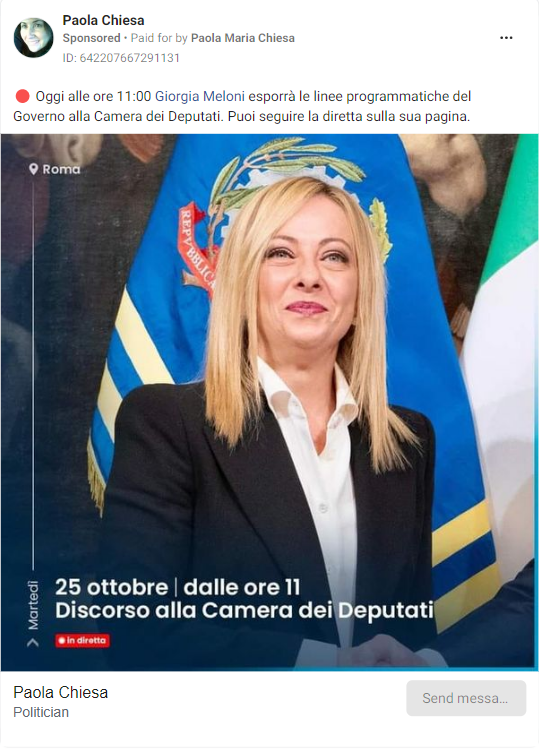 Paola Chiesa
Sponsored • Paid for by Paola Maria Chiesa
ID: 642207667291131
🔴 Oggi alle ore 11:00 Giorgia Meloni esporrà le linee programmatiche del
Governo alla Camera dei Deputati. Puoi seguire la diretta sulla sua pagina.
Roma
REPVBBLICA
Martedì
25 ottobre | dalle ore 11
Discorso alla Camera dei Deputati
in diretta
Paola Chiesa
Politician
Send messa...